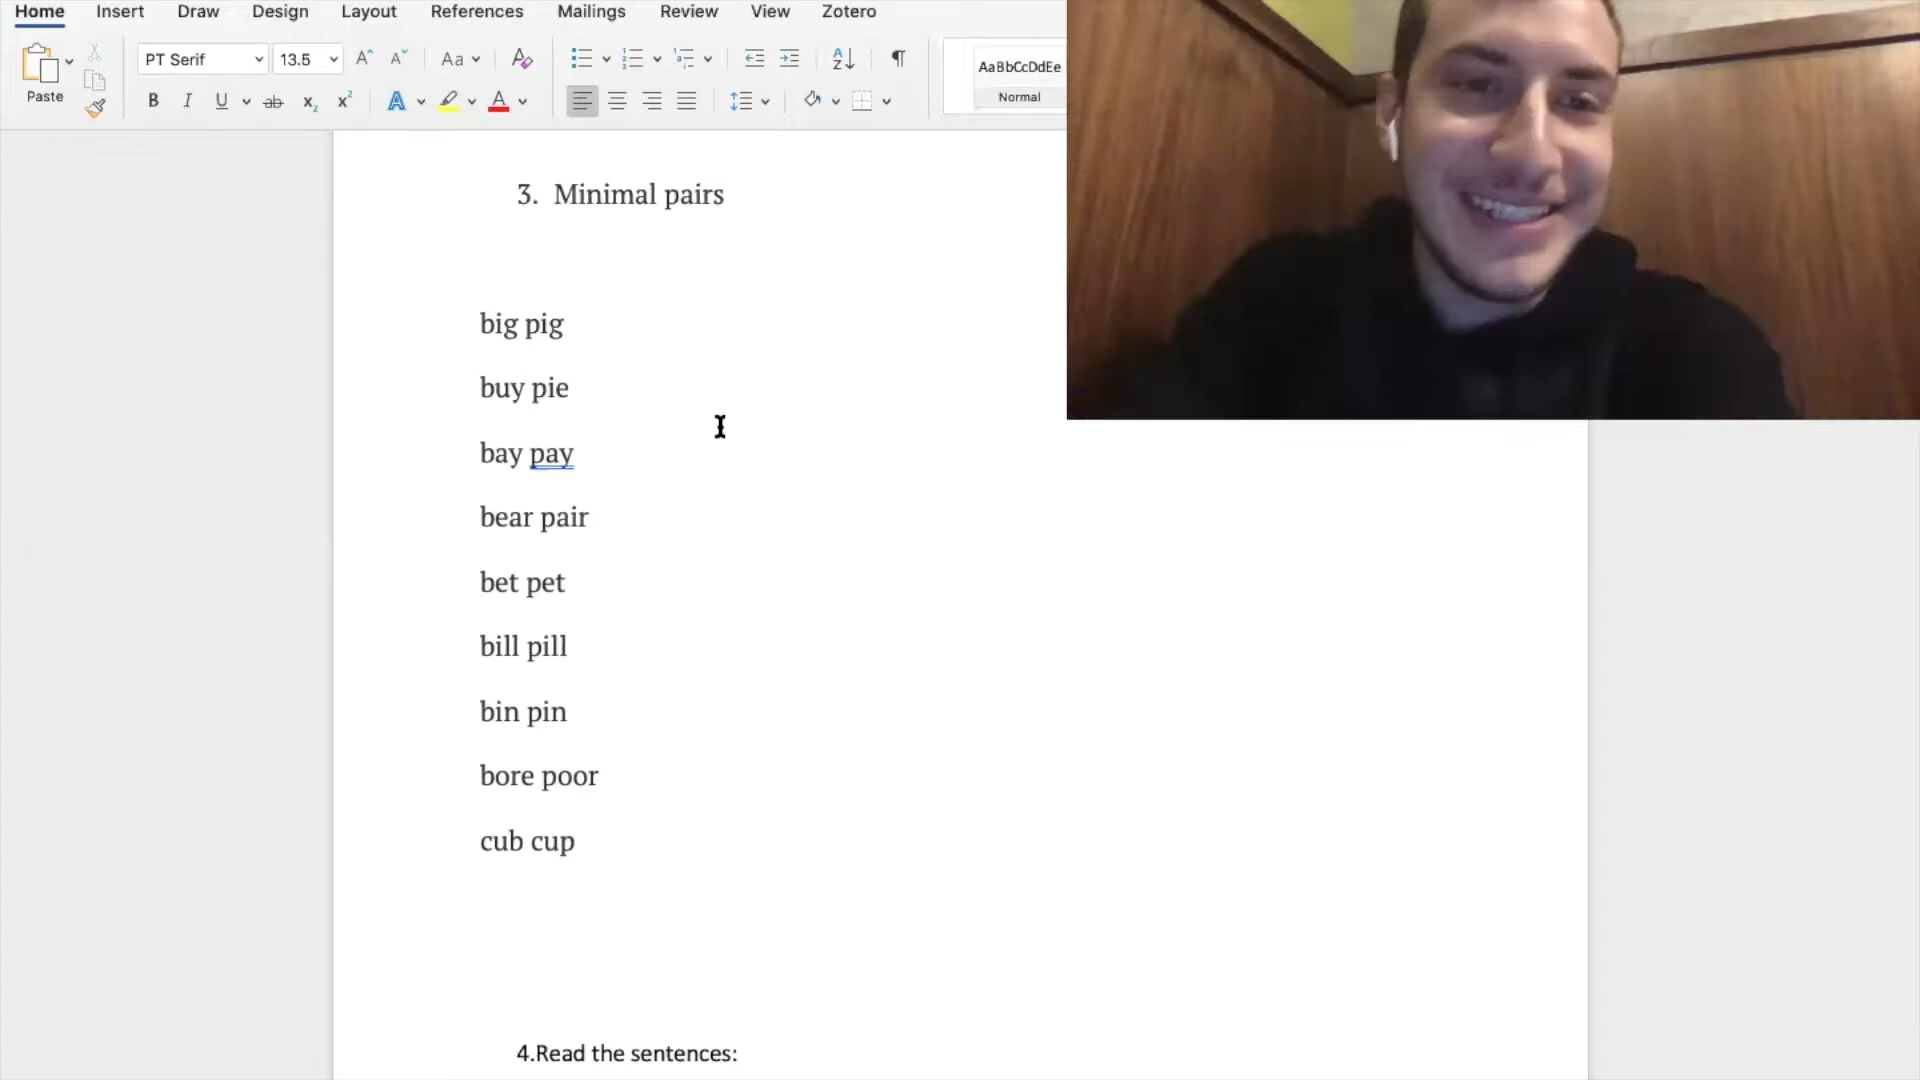 Home Insert Draw Design Layout References Mailings Review View Zotero
PT Serif 13.5 Aa
Paste
AaBbCcDdEe
Normal
3. Minimal pairs
big pig
buy pie
bay pay
bear pair
bet pet
bill pill
bin pin
bore poor
cub cup
4.Read the sentences: